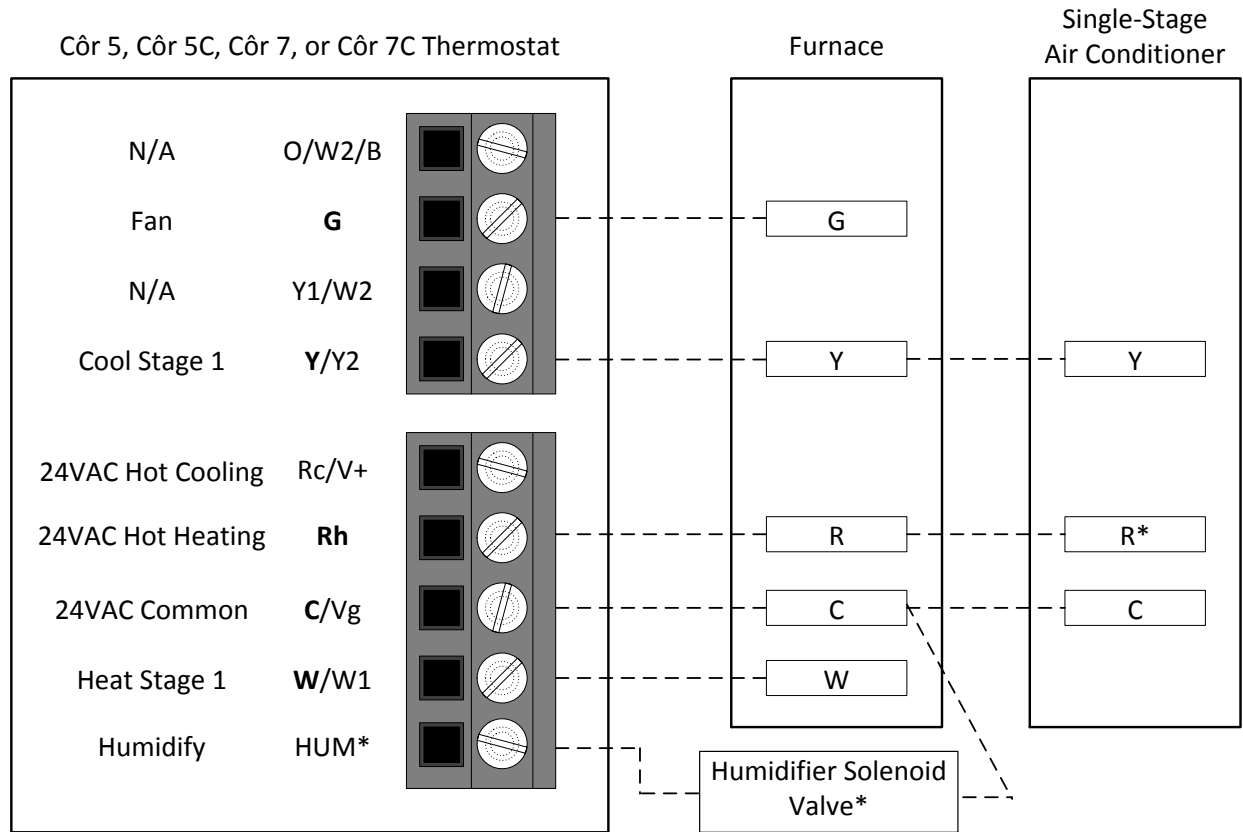 Côr 5, Côr 5C, Côr 7, or Côr 7C Thermostat
Furnace
Single-Stage
Air Conditioner
N/A O/W2/B
Fan G G
N/A Y1/W2
Cool Stage 1 Y/Y2 Y Y
24VAC Hot Cooling Rc/V+
24VAC Hot Heating Rh R R*
24VAC Common C/Vg C C
Heat Stage 1 W/W1 W
Humidify HUM*
Humidifier Solenoid
Valve*